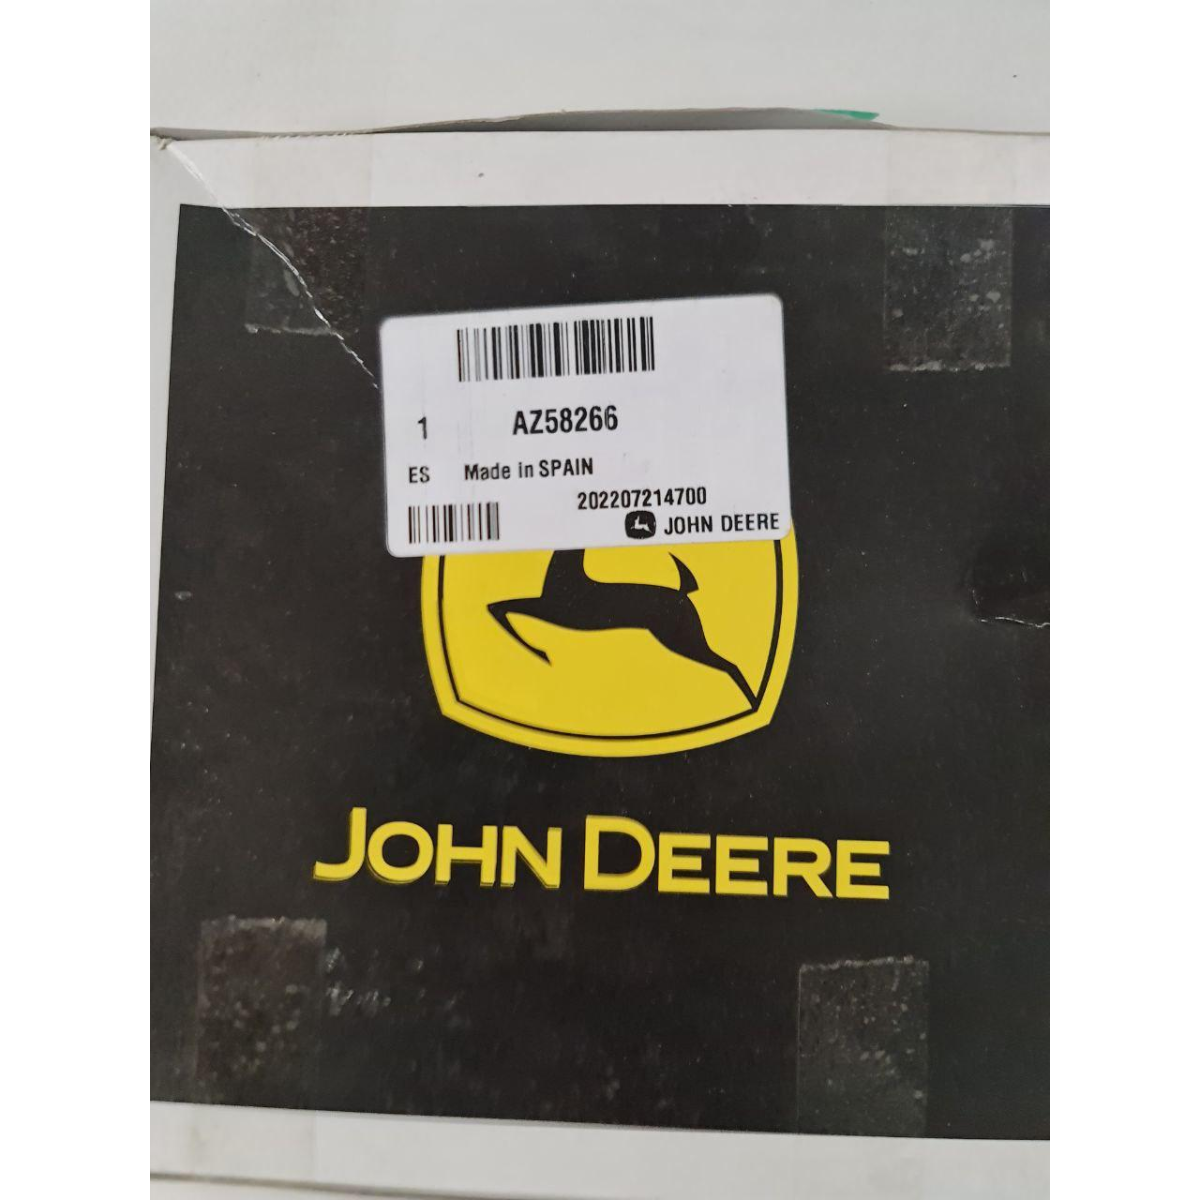 1 AZ58266
ES Made in SPAIN
202207214700
JOHN DEERE
JOHN DEERE